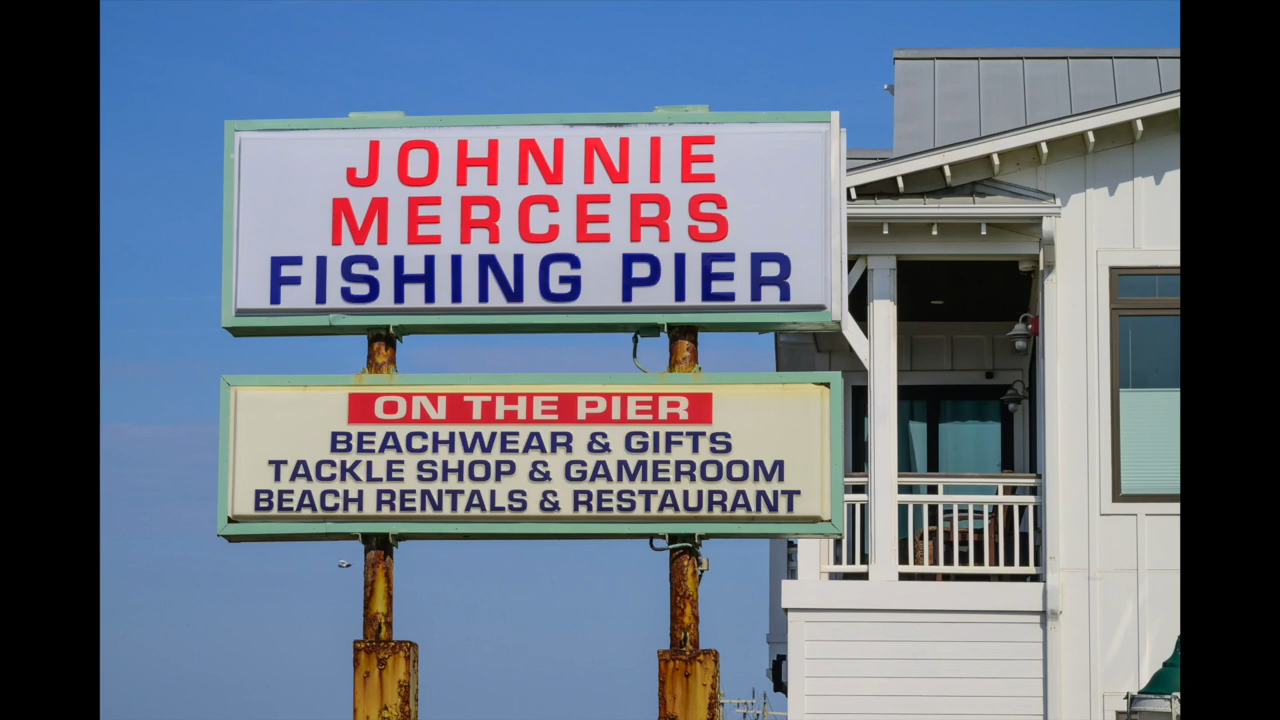 JOHNNIE
MERCERS
FISHING PIER
ON THE PIER
BEACHWEAR & GIFTS
TACKLE SHOP & GAMEROOM
BEACH RENTALS & RESTAURANT